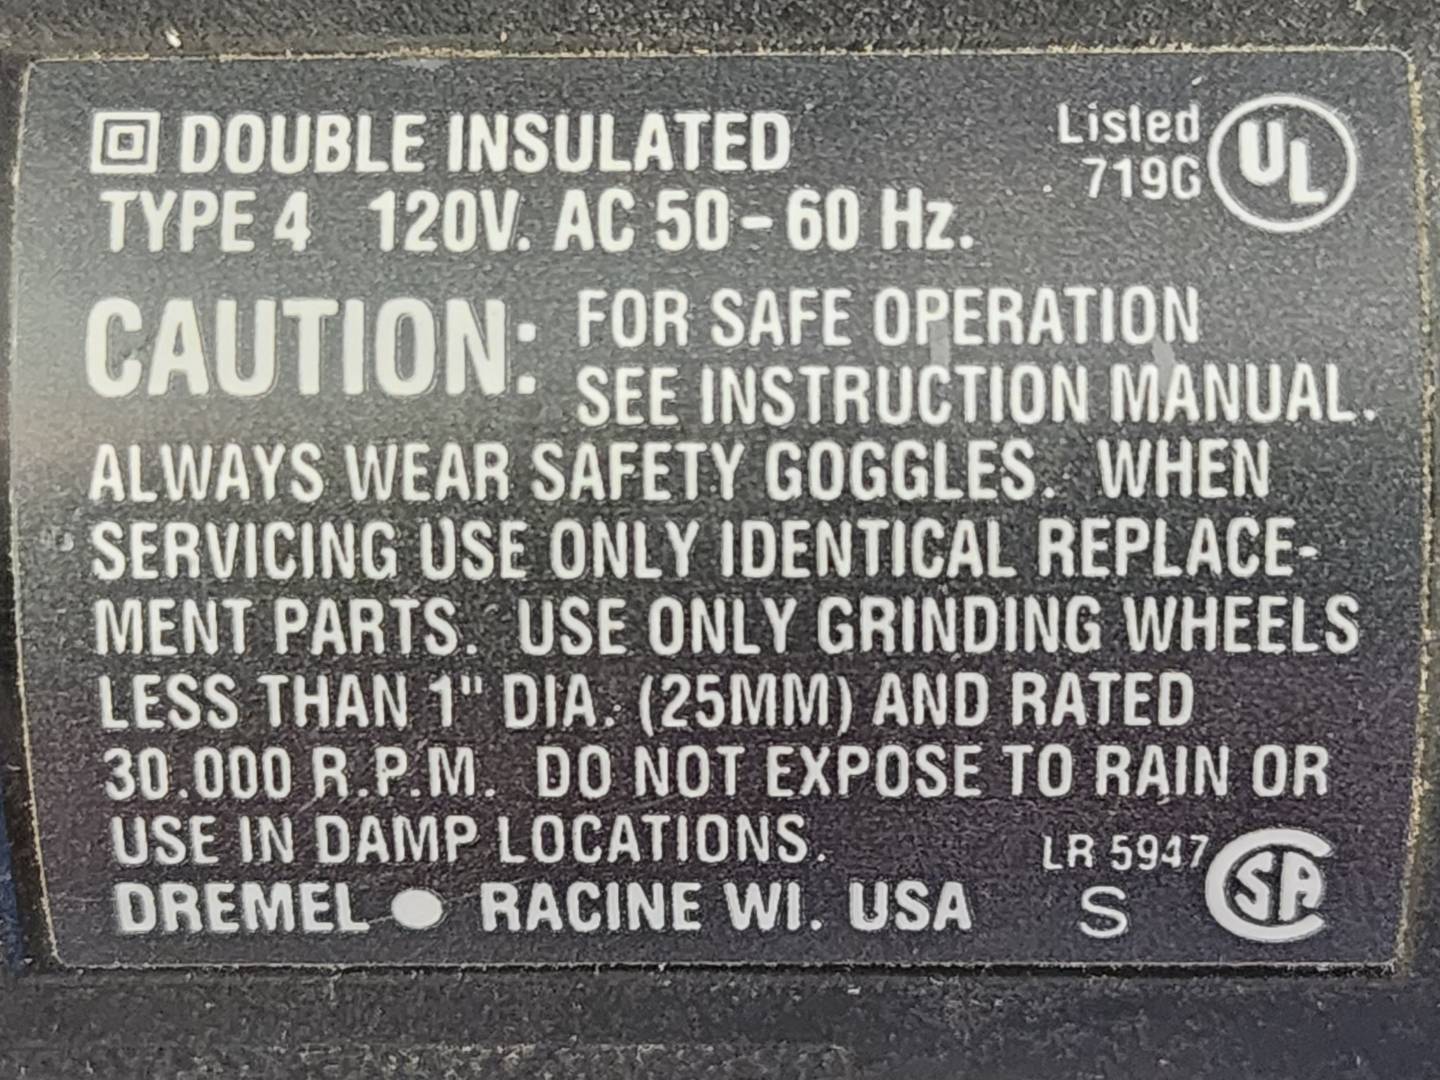 DOUBLE INSULATED
Listed
719G
UL
TYPE 4 120V. AC 50-60 Hz.
CAUTION: FOR SAFE OPERATION
SEE INSTRUCTION MANUAL.
ALWAYS WEAR SAFETY GOGGLES. WHEN
SERVICING USE ONLY IDENTICAL REPLACE-
MENT PARTS. USE ONLY GRINDING WHEELS
LESS THAN 1" DIA. (25MM) AND RATED
30.000 R.P.M. DO NOT EXPOSE TO RAIN OR
USE IN DAMP LOCATIONS.
LR 5947
S
CSA
DREMEL ● RACINE WI. USA